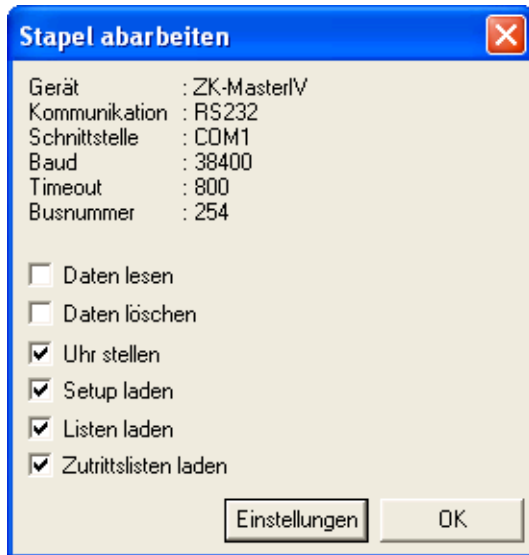 Stapel abarbeiten
Gerät : ZK-MasterIV
Kommunikation : RS232
Schnittstelle : COM1
Baud : 38400
Timeout : 800
Busnummer : 254
Daten lesen
Daten löschen
Uhr stellen
Setup laden
Listen laden
Zutrittslisten laden
Einstellungen OK